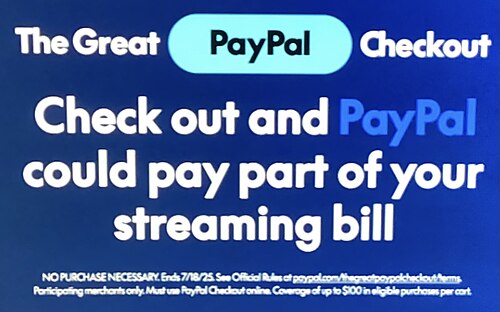 The Great PayPal Checkout
Check out and PayPal
could pay part of your
streaming bill
NO PURCHASE NECESSARY. Ends 7/18/25. See Official Rules at paypal.com/thegreatpaypalcheckout/terms.
Participating merchants only. Must use PayPal Checkout online. Coverage of up to $100 in eligible purchases per cart.